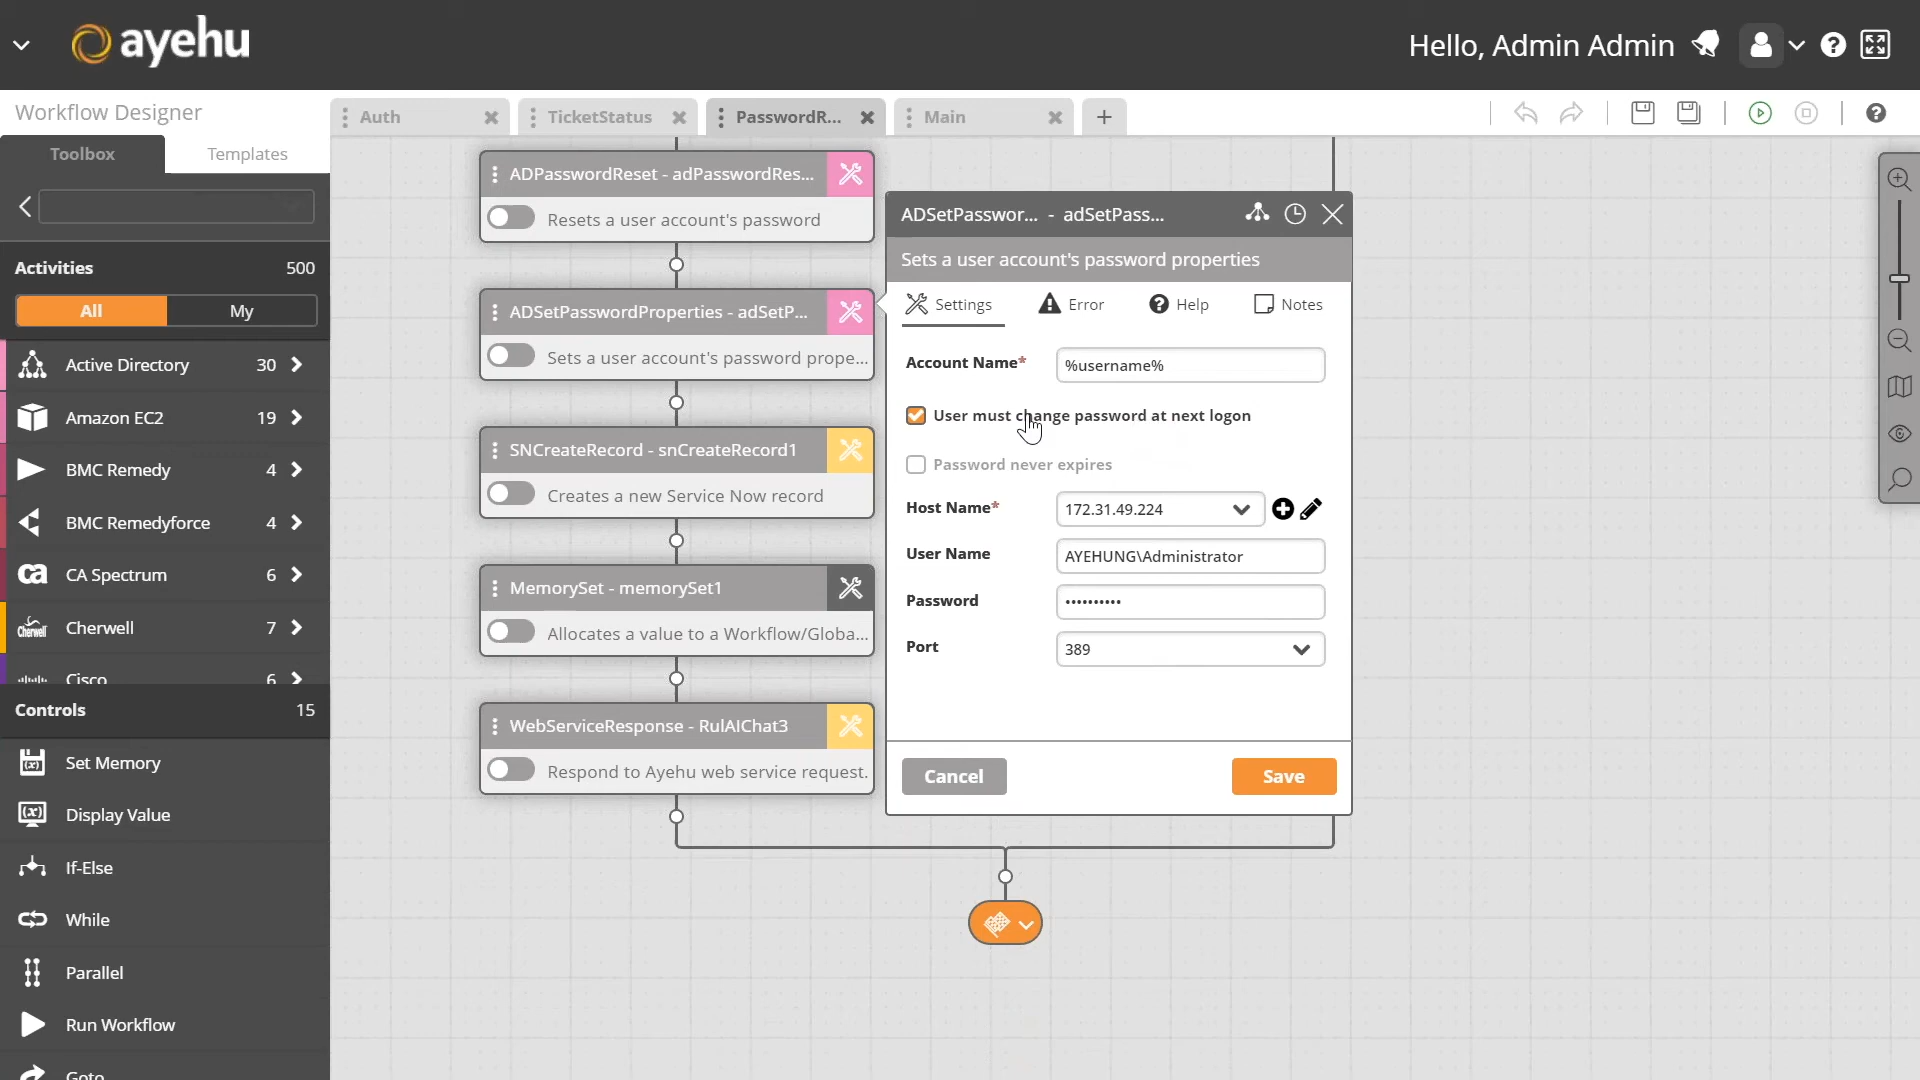 ayehu
Hello, Admin Admin
Workflow Designer
Auth
TicketStatus
PasswordR...
Main
Toolbox
Templates
Activities 500
All
My
Active Directory 30
Amazon EC2 19
BMC Remedy 4
BMC Remedyforce 4
CA Spectrum 6
Cherwell 7
Cisco 6
Controls 15
Set Memory
Display Value
If-Else
While
Parallel
Run Workflow
Goto
ADPasswordReset - adPasswordRes...
Resets a user account's password
ADSetPasswordProperties - adSetP...
Sets a user account's password prope...
SNCreateRecord - snCreateRecord1
Creates a new Service Now record
MemorySet - memorySet1
Allocates a value to a Workflow/Globa...
WebServiceResponse - RulAIChat3
Respond to Ayehu web service request.
ADSetPasswor... - adSetPass...
Sets a user account's password properties
Settings
Error
Help
Notes
Account Name* %username%
User must change password at next logon
Password never expires
Host Name* 172.31.49.224
User Name AYEHUNG\Administrator
Password ••••••••••
Port 389
Cancel
Save